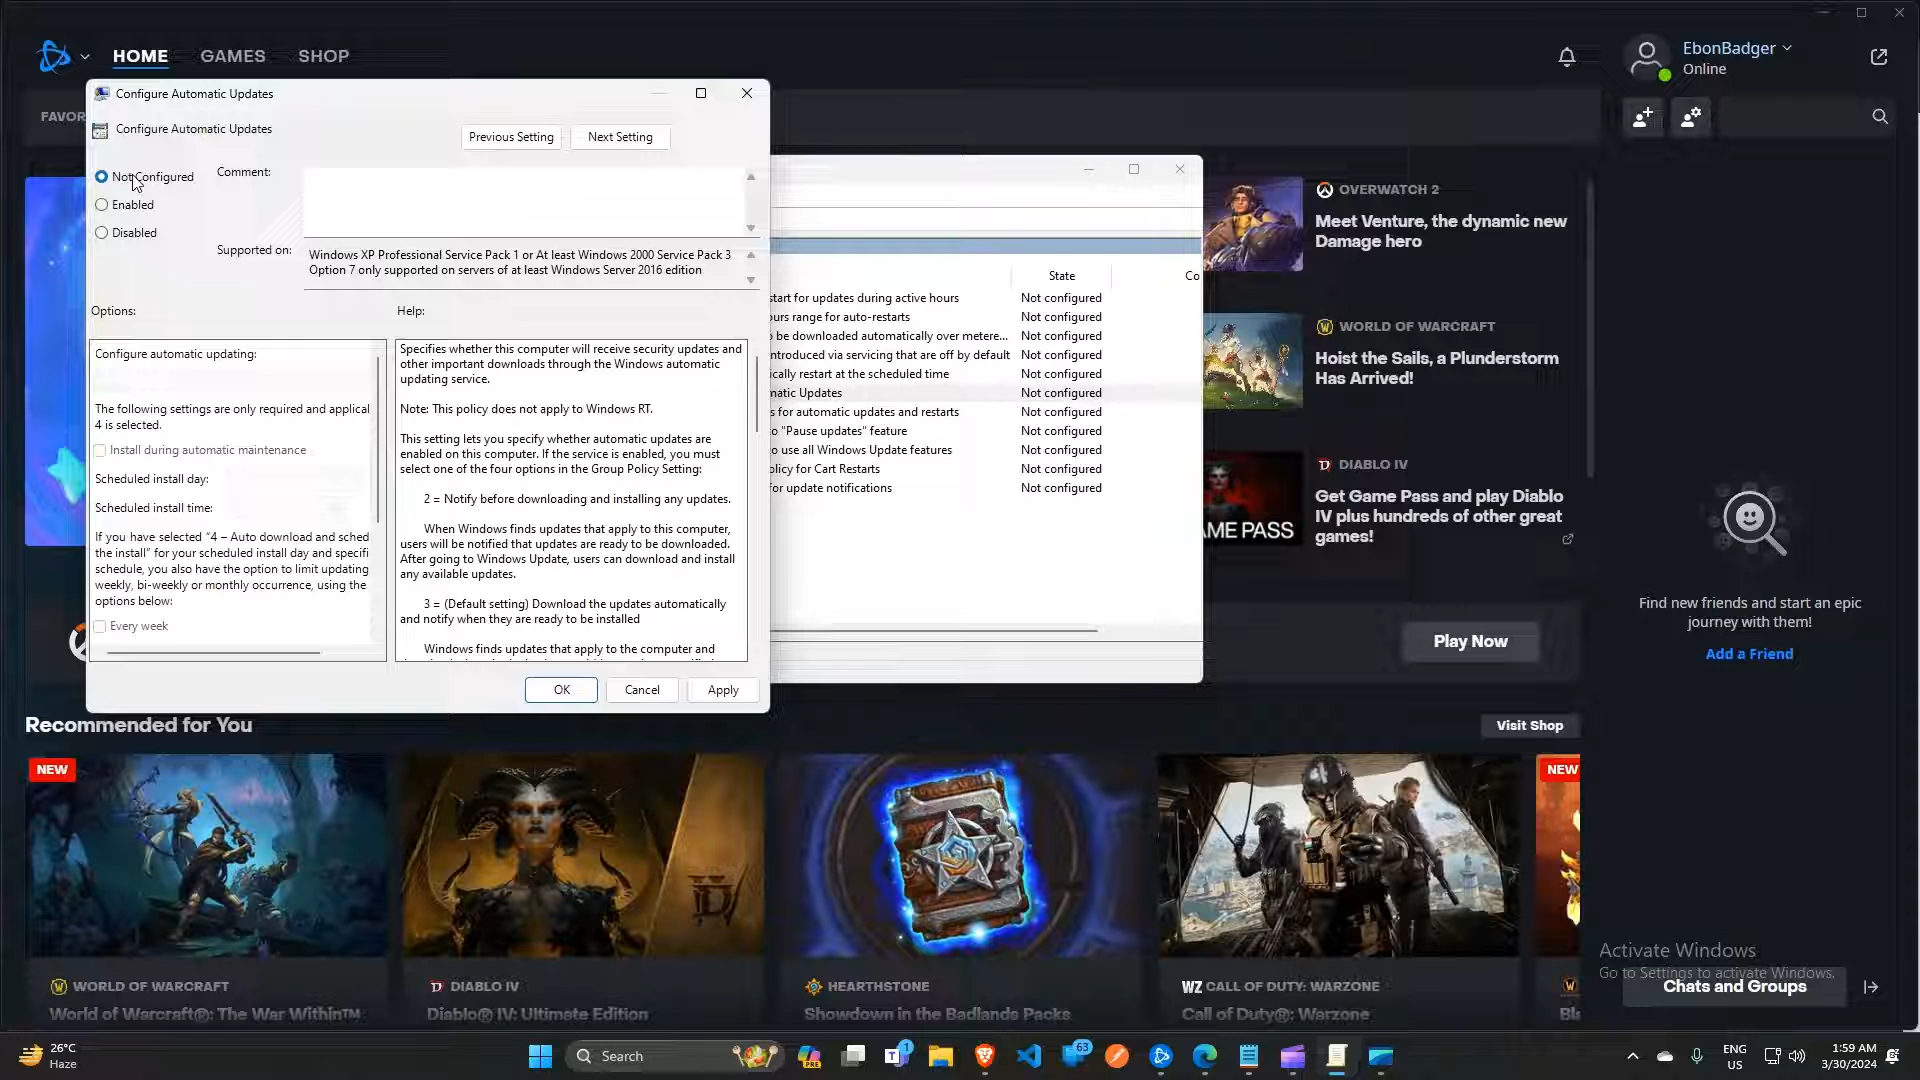 HOME
GAMES
SHOP
EbonBadger
Online
FAVOR
Configure Automatic Updates
Configure Automatic Updates
Previous Setting
Next Setting
Not Configured
Enabled
Disabled
Comment:
Supported on:
Windows XP Professional Service Pack 1 or At least Windows 2000 Service Pack 3
Option 7 only supported on servers of at least Windows Server 2016 edition
Options:
Help:
Configure automatic updating:
The following settings are only required and applical
4 is selected.
Install during automatic maintenance
Scheduled install day:
Scheduled install time:
If you have selected “4 – Auto download and sched
the install” for your scheduled install day and specifi
schedule, you also have the option to limit updating
weekly, bi-weekly or monthly occurrence, using the
options below:
Every week
Specifies whether this computer will receive security updates and
other important downloads through the Windows automatic
updating service.
Note: This policy does not apply to Windows RT.
This setting lets you specify whether automatic updates are
enabled on this computer. If the service is enabled, you must
select one of the four options in the Group Policy Setting:
2 = Notify before downloading and installing any updates.
When Windows finds updates that apply to this computer,
users will be notified that updates are ready to be downloaded.
After going to Windows Update, users can download and install
any available updates.
3 = (Default setting) Download the updates automatically
and notify when they are ready to be installed
Windows finds updates that apply to the computer and
OK
Cancel
Apply
State
Co
start for updates during active hours
Not configured
ours range for auto-restarts
Not configured
o be downloaded automatically over metere...
Not configured
introduced via servicing that are off by default
Not configured
ically restart at the scheduled time
Not configured
matic Updates
Not configured
s for automatic updates and restarts
Not configured
o "Pause updates" feature
Not configured
o use all Windows Update features
Not configured
olicy for Cart Restarts
Not configured
for update notifications
Not configured
OVERWATCH 2
Meet Venture, the dynamic new
Damage hero
WORLD OF WARCRAFT
Hoist the Sails, a Plunderstorm
Has Arrived!
DIABLO IV
Get Game Pass and play Diablo
IV plus hundreds of other great
games!
ME PASS
Play Now
Find new friends and start an epic
journey with them!
Add a Friend
Recommended for You
Visit Shop
NEW
NEW
WORLD OF WARCRAFT
World of Warcraft®: The War Within™
DIABLO IV
Diablo® IV: Ultimate Edition
HEARTHSTONE
Showdown in the Badlands Packs
WZ CALL OF DUTY: WARZONE
Call of Duty®: Warzone
Activate Windows
Go to Settings to activate Windows.
Chats and Groups
26°C
Haze
Search
PRE
1
63
ENG
US
1:59 AM
3/30/2024